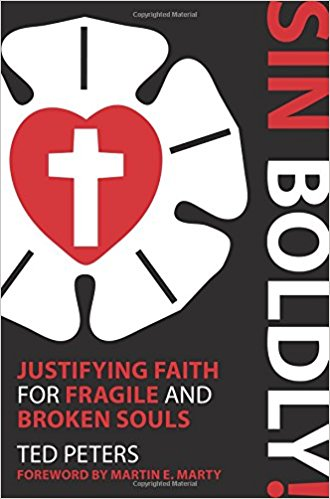 SIN BOLDLY!
JUSTIFYING FAITH
FOR FRAGILE AND
BROKEN SOULS
TED PETERS
FOREWORD BY MARTIN E. MARTY